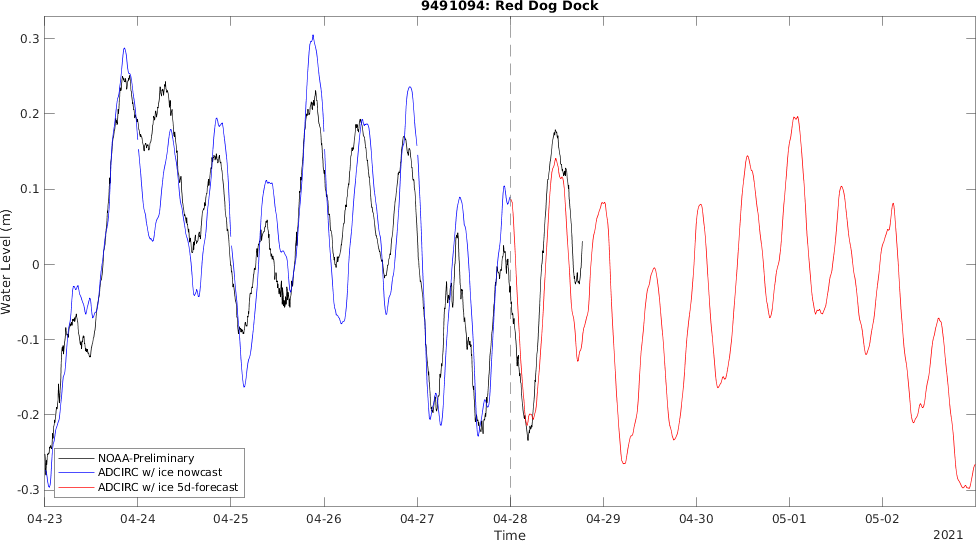 9491094: Red Dog Dock
Water Level (m)
0.3
0.2
0.1
0
-0.1
-0.2
-0.3
NOAA-Preliminary
ADCIRC w/ ice nowcast
ADCIRC w/ ice 5d-forecast
04-23 04-24 04-25 04-26 04-27 04-28 04-29 04-30 05-01 05-02
Time
2021